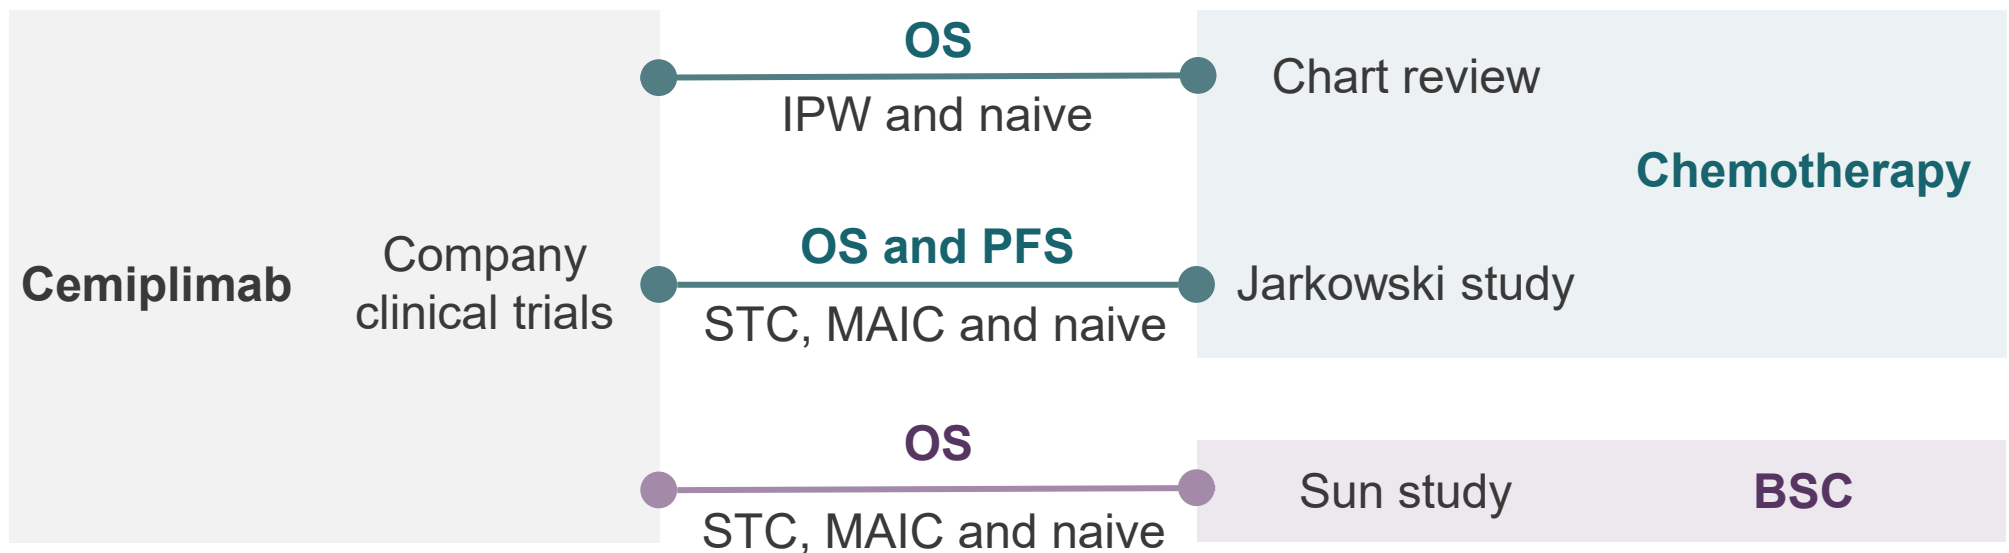 OS
IPW and naive
Chart review
Chemotherapy
Cemiplimab
Company
clinical trials
OS and PFS
STC, MAIC and naive
Jarkowski study
OS
STC, MAIC and naive
Sun study
BSC